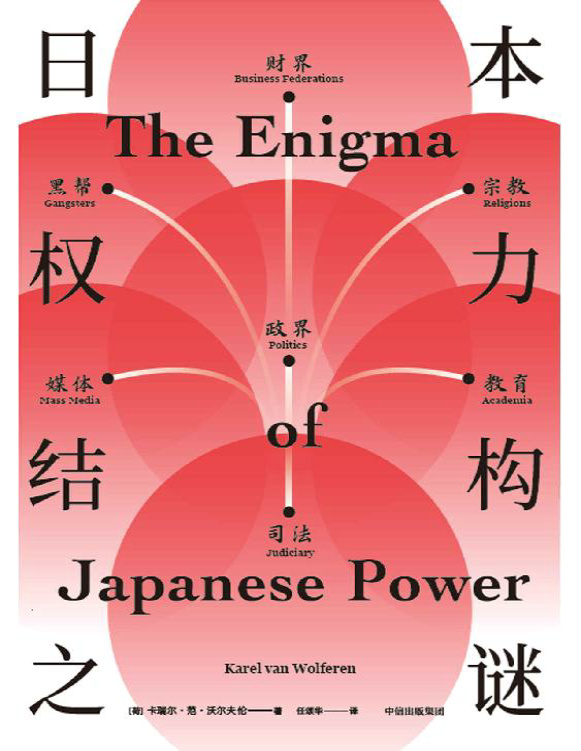 日本
财界
Business Federations
The Enigma
黑帮
Gangsters
宗教
Religions
权力
政界
Politics
媒体
Mass Media
教育
Academia
of
结构
司法
Judiciary
Japanese Power
之谜
Karel van Wolferen
[荷] 卡瑞尔·范·沃尔夫伦——著 任颂华——译 中信出版集团